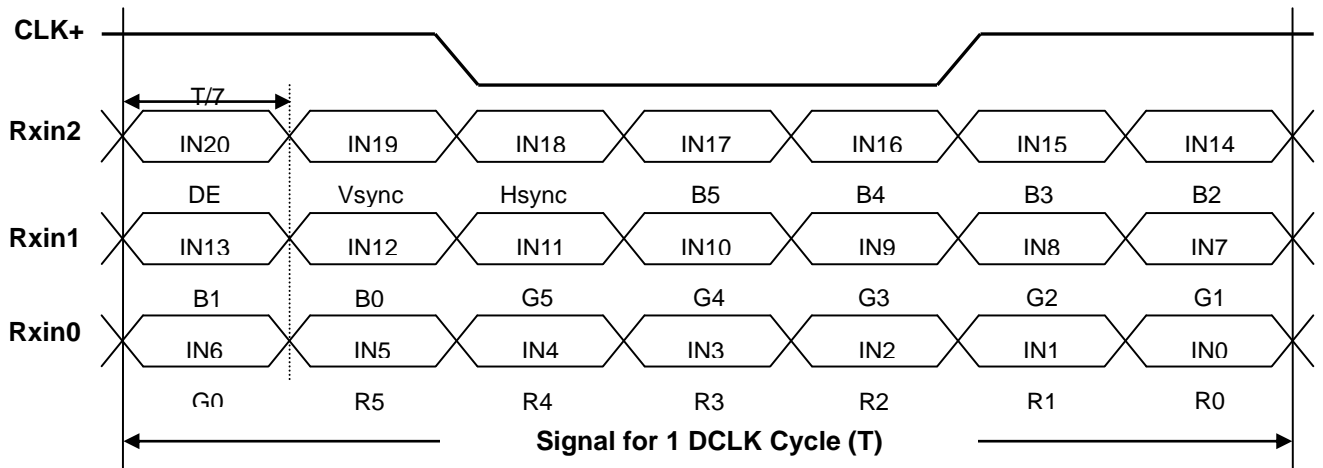 CLK+
T/7
Rxin2
IN20 IN19 IN18 IN17 IN16 IN15 IN14
DE Vsync Hsync B5 B4 B3 B2
Rxin1
IN13 IN12 IN11 IN10 IN9 IN8 IN7
B1 B0 G5 G4 G3 G2 G1
Rxin0
IN6 IN5 IN4 IN3 IN2 IN1 IN0
G0 R5 R4 R3 R2 R1 R0
Signal for 1 DCLK Cycle (T)